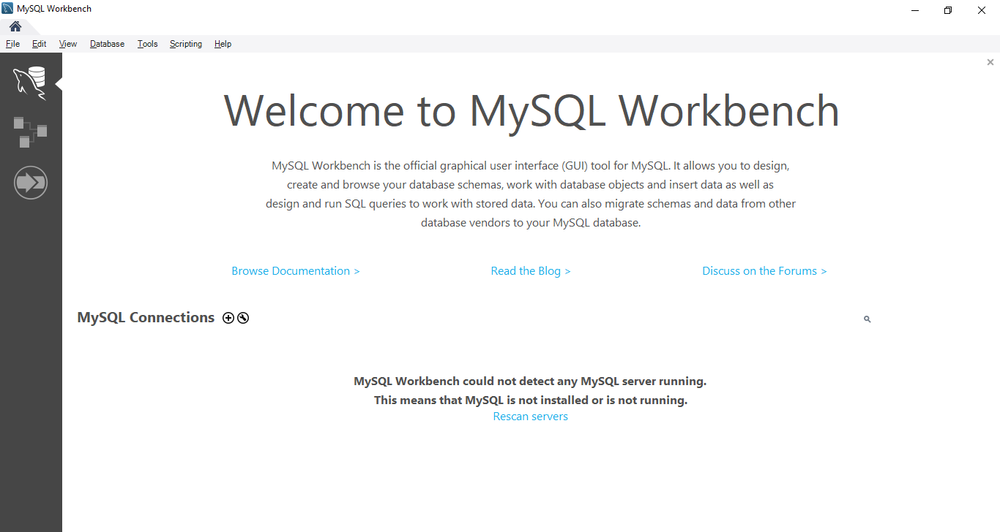 MySQL Workbench
File Edit View Database Tools Scripting Help
Welcome to MySQL Workbench
MySQL Workbench is the official graphical user interface (GUI) tool for MySQL. It allows you to design,
create and browse your database schemas, work with database objects and insert data as well as
design and run SQL queries to work with stored data. You can also migrate schemas and data from other
database vendors to your MySQL database.
Browse Documentation > Read the Blog > Discuss on the Forums >
MySQL Connections
MySQL Workbench could not detect any MySQL server running.
This means that MySQL is not installed or is not running.
Rescan servers